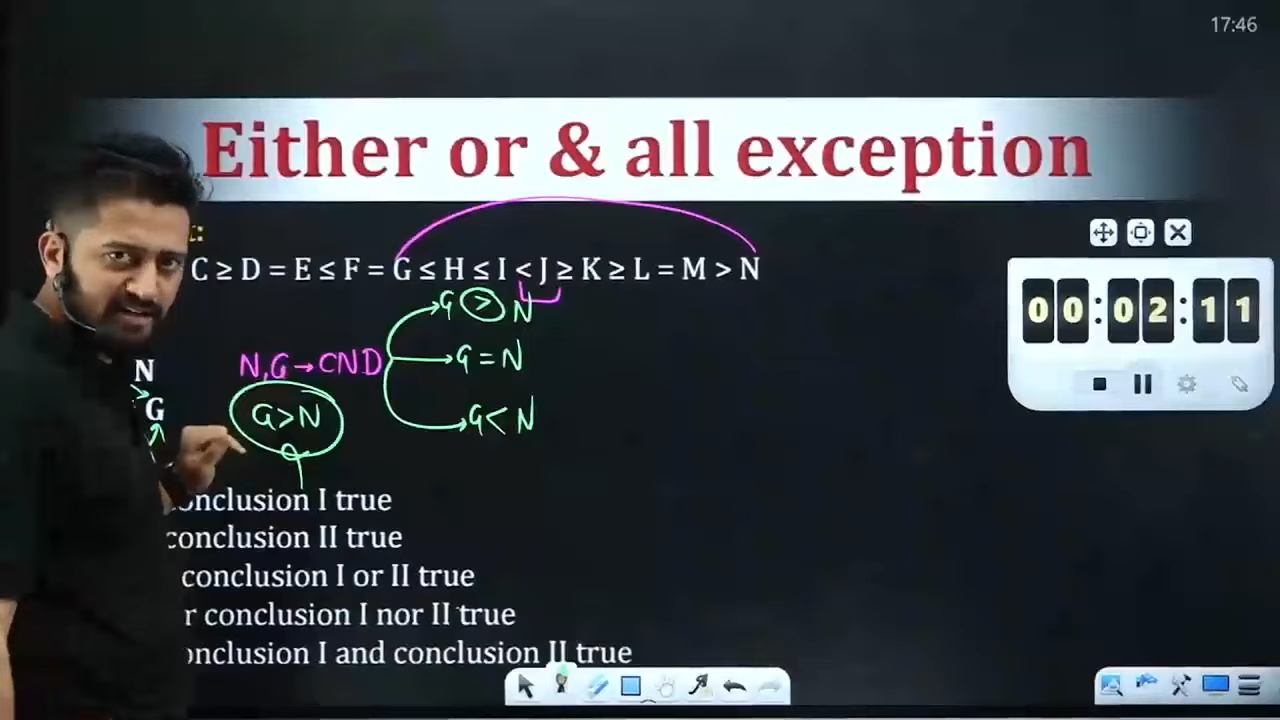 17:46
Either or & all exception
:
C ≥ D = E ≤ F = G ≤ H ≤ I < J ≥ K ≥ L = M > N
G > N
00:02:11
N
N,G→CND
G = N
G
G>N
G< N
onclusion I true
conclusion II true
conclusion I or II true
r conclusion I nor II true
onclusion I and conclusion II true